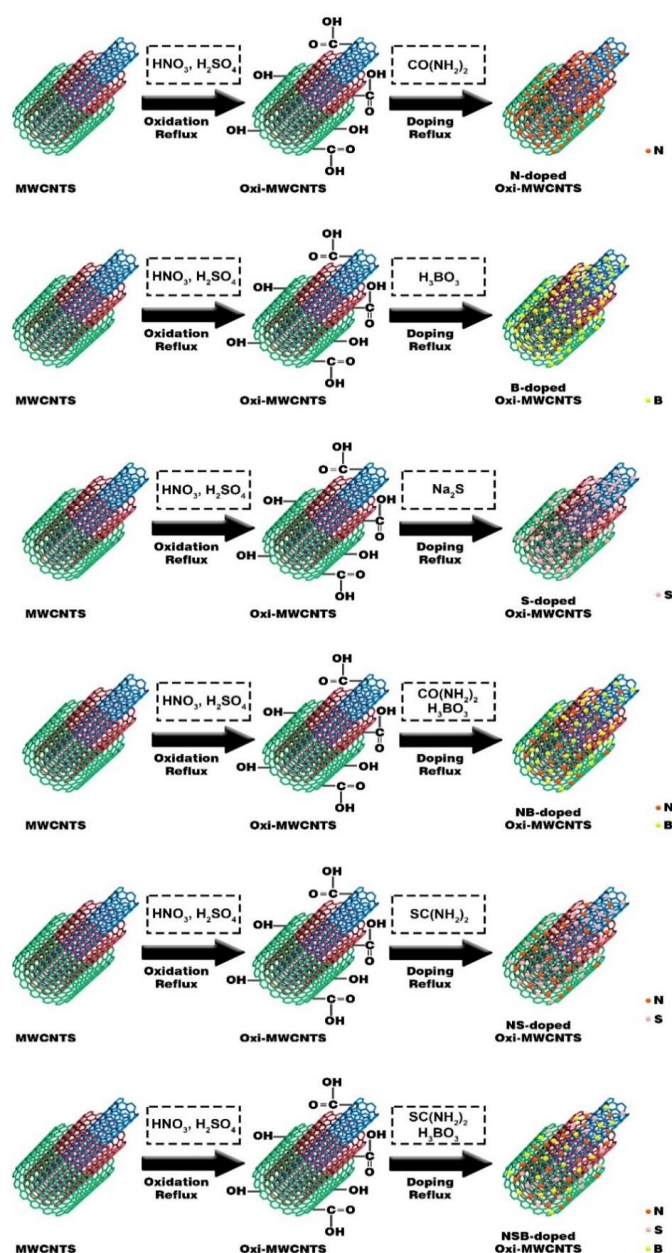 OH
O=C
HNO3, H2SO4
CO(NH2)2
OH
OH
C
O
Oxidation
Reflux
Doping
Reflux
OH
OH
C=O
OH
N
MWCNTS
Oxi-MWCNTS
N-doped
Oxi-MWCNTS
OH
O=C
HNO3, H2SO4
H3BO3
OH
OH
C
O
Oxidation
Reflux
Doping
Reflux
OH
OH
C=O
OH
MWCNTS
Oxi-MWCNTS
B-doped
Oxi-MWCNTS
B
OH
O=C
HNO3, H2SO4
Na2S
OH
OH
C
O
Oxidation
Reflux
Doping
Reflux
OH
OH
C=O
OH
MWCNTS
Oxi-MWCNTS
S-doped
Oxi-MWCNTS
S
OH
O=C
HNO3, H2SO4
CO(NH2)2
H3BO3
OH
OH
C
O
Oxidation
Reflux
Doping
Reflux
OH
OH
C=O
OH
MWCNTS
Oxi-MWCNTS
NB-doped
Oxi-MWCNTS
N
B
OH
O=C
HNO3, H2SO4
SC(NH2)2
OH
OH
C
O
Oxidation
Reflux
Doping
Reflux
OH
OH
C=O
OH
MWCNTS
Oxi-MWCNTS
NS-doped
Oxi-MWCNTS
N
S
OH
O=C
HNO3, H2SO4
SC(NH2)2
H3BO3
OH
OH
C
O
Oxidation
Reflux
Doping
Reflux
OH
OH
C=O
OH
MWCNTS
Oxi-MWCNTS
NSB-doped
Oxi-MWCNTS
N
S
B